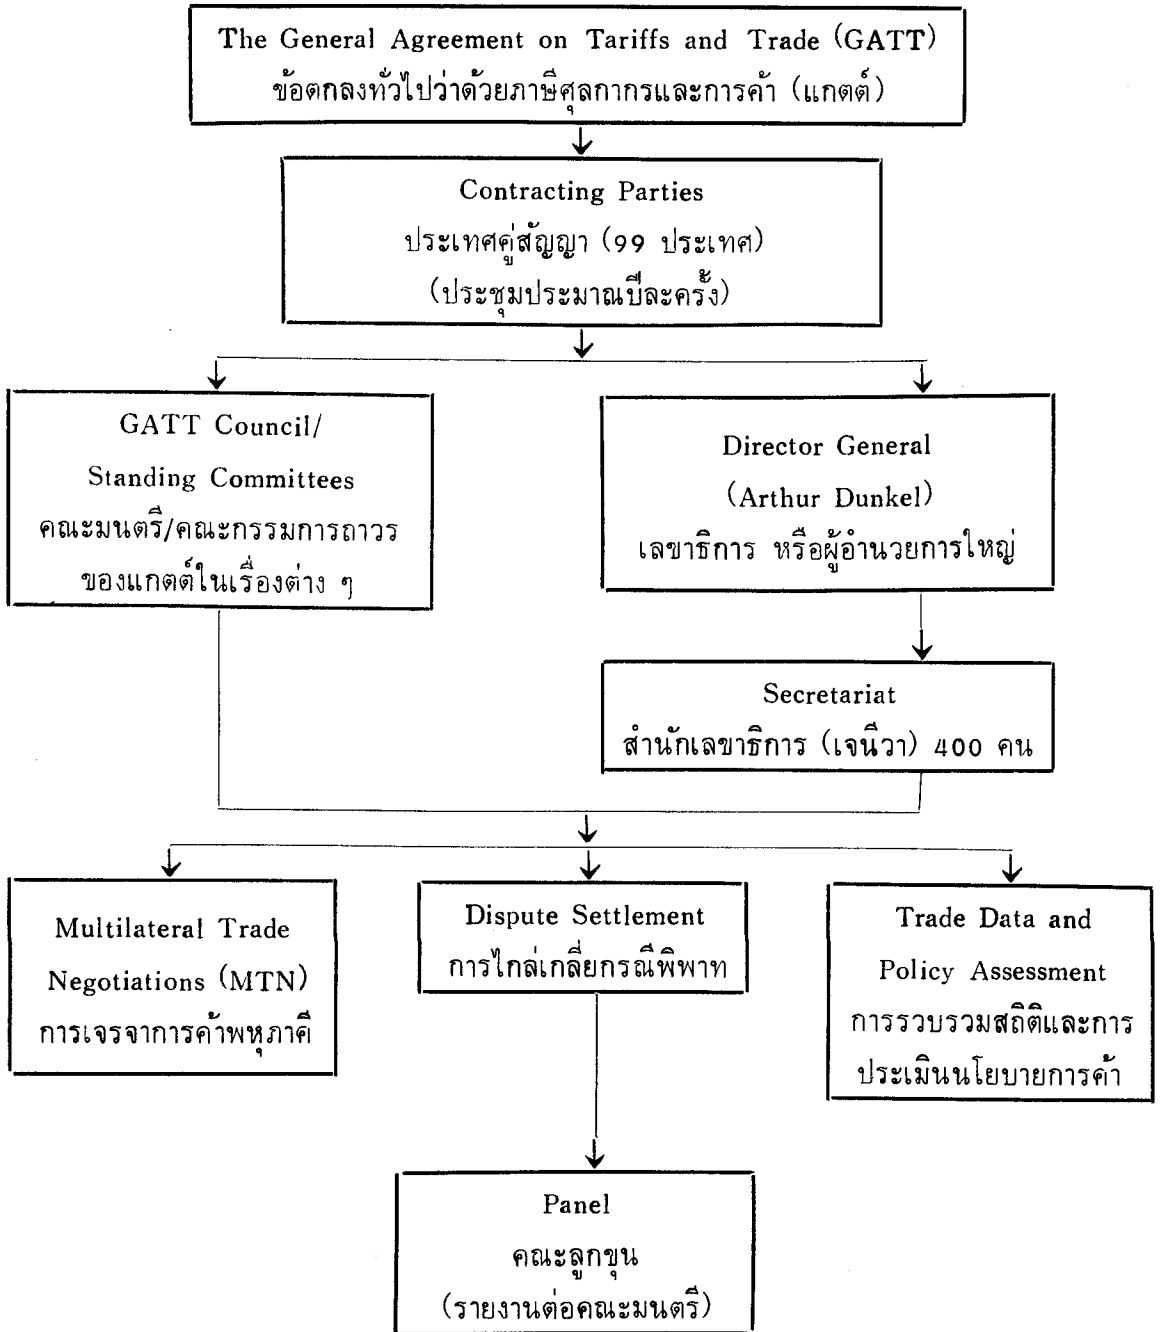 The General Agreement on Tariffs and Trade (GATT)
ข้อตกลงทั่วไปว่าด้วยภาษีศุลกากรและการค้า (แกตต์)
Contracting Parties
ประเทศคู่สัญญา (99 ประเทศ)
(ประชุมประมาณปีละครั้ง)
GATT Council/
Standing Committees
คณะมนตรี/คณะกรรมการถาวร
ของแกตต์ในเรื่องต่าง ๆ
Director General
(Arthur Dunkel)
เลขาธิการ หรือผู้อำนวยการใหญ่
Secretariat
สำนักเลขาธิการ (เจนีวา) 400 คน
Multilateral Trade
Negotiations (MTN)
การเจรจาการค้าพหุภาคี
Dispute Settlement
การไกล่เกลี่ยกรณีพิพาท
Trade Data and
Policy Assessment
การรวบรวมสถิติและการ
ประเมินนโยบายการค้า
Panel
คณะลูกขุน
(รายงานต่อคณะมนตรี)